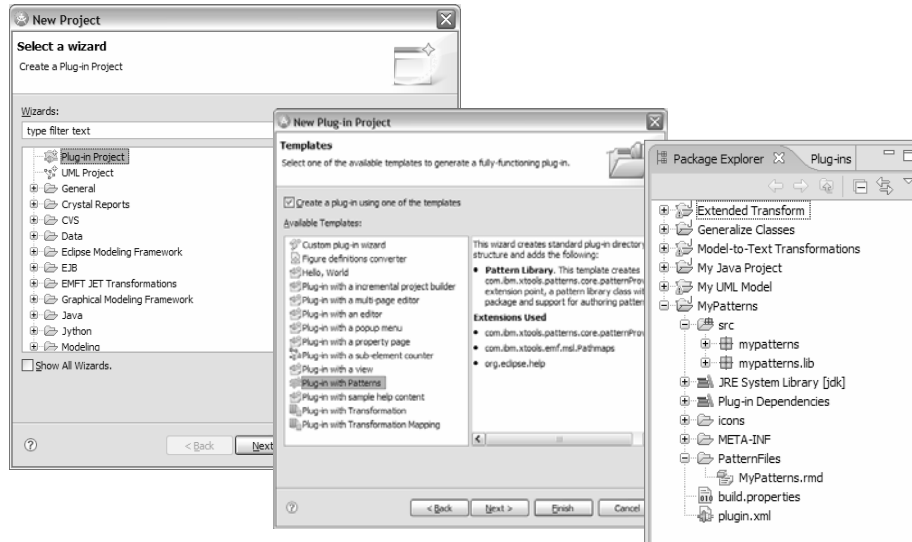 New Project
Select a wizard
Create a Plug-in Project
Wizards:
type filter text
Plug-in Project
UML Project
General
Crystal Reports
CVS
Data
Eclipse Modeling Framework
EJB
EMFT JET Transformations
Graphical Modeling Framework
Java
Jython
Modeling
Show All Wizards.
< Back
Next
New Plug-in Project
Templates
Select one of the available templates to generate a fully-functioning plug-in.
Create a plug-in using one of the templates
Available Templates:
Custom plug-in wizard
Figure definitions converter
Hello, World
Plug-in with a incremental project builder
Plug-in with a multi-page editor
Plug-in with an editor
Plug-in with a popup menu
Plug-in with a property page
Plug-in with a sub-element counter
Plug-in with a view
Plug-in with Patterns
Plug-in with sample help content
Plug-in with Transformation
Plug-in with Transformation Mapping
This wizard creates standard plug-in directory
structure and adds the following:
• Pattern Library. This template creates
com.ibm.xtools.patterns.core.patternProv
extension point, a pattern library class wit
package and support for authoring pattern
Extensions Used
• com.ibm.xtools.patterns.core.patternProv
• com.ibm.xtools.emf.msl.Pathmaps
• org.eclipse.help
< Back
Next >
Finish
Cancel
Package Explorer
Plug-ins
Extended Transform
Generalize Classes
Model-to-Text Transformations
My Java Project
My UML Model
MyPatterns
src
mypatterns
mypatterns.lib
JRE System Library [jdk]
Plug-in Dependencies
icons
META-INF
PatternFiles
MyPatterns.rmd
build.properties
plugin.xml